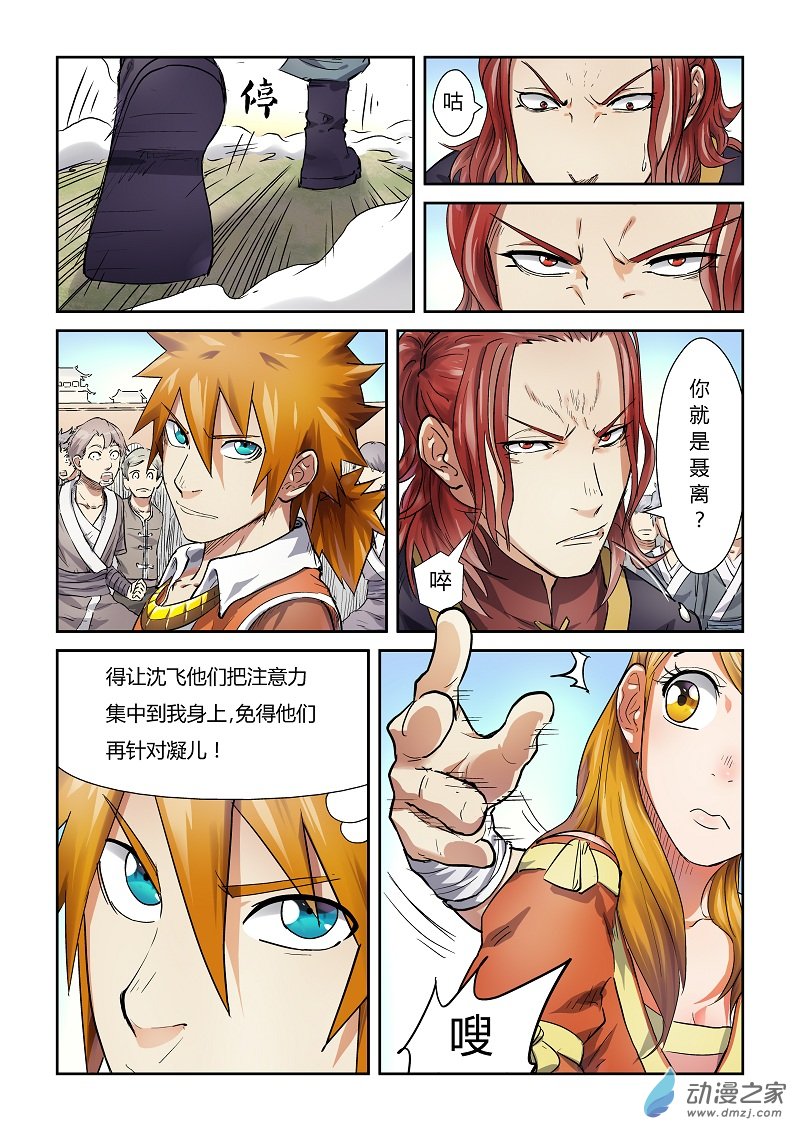 停
咕
你就是聂离？
啐
得让沈飞他们把注意力
集中到我身上,免得他们
再针对凝儿！
嗖
动漫之家
www.dmzj.com